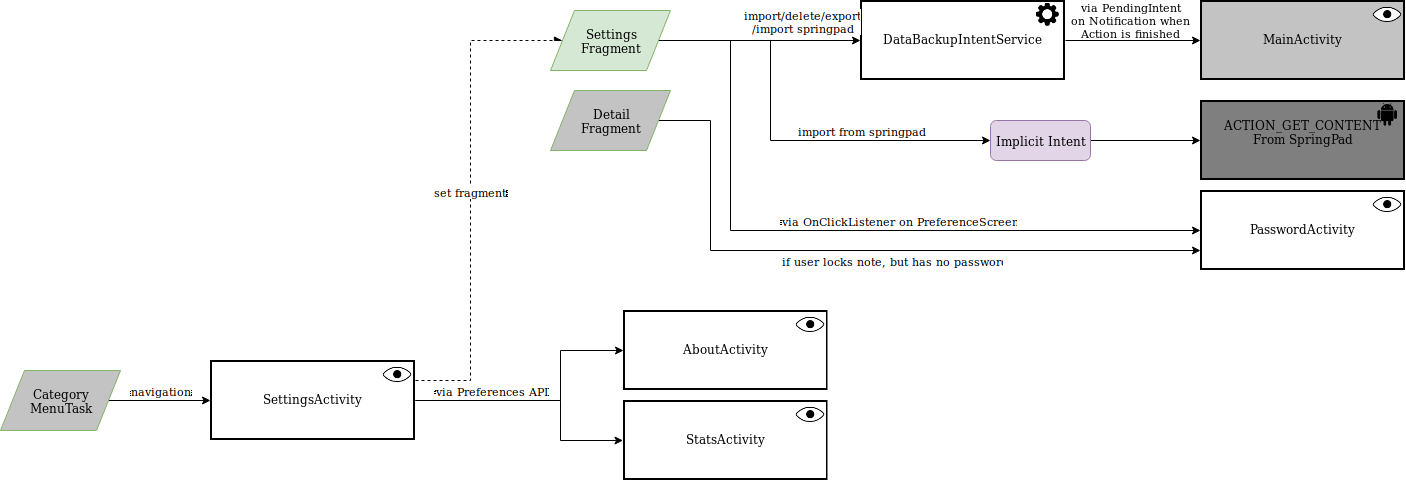 import/delete/export
/import springpad
via PendingIntent
on Notification when
Action is finished
Settings
Fragment
DataBackupIntentService
MainActivity
Detail
Fragment
import from springpad
Implicit Intent
ACTION_GET_CONTENT
From SpringPad
set fragment
via OnClickListener on PreferenceScreen
PasswordActivity
if user locks note, but has no password
AboutActivity
Category
MenuTask
navigation
SettingsActivity
via Preferences API
StatsActivity